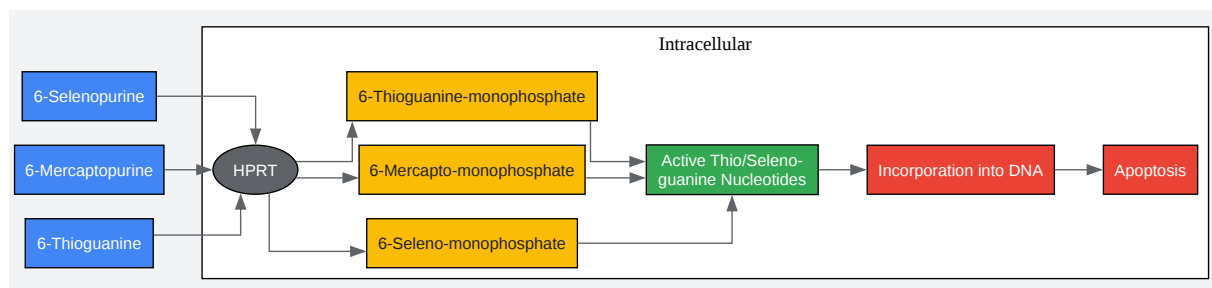 Intracellular
6-Selenopurine
6-Mercaptopurine
6-Thioguanine
HPRT
6-Thioguanine-monophosphate
6-Mercapto-monophosphate
6-Seleno-monophosphate
Active Thio/Seleno-
guanine Nucleotides
Incorporation into DNA
Apoptosis